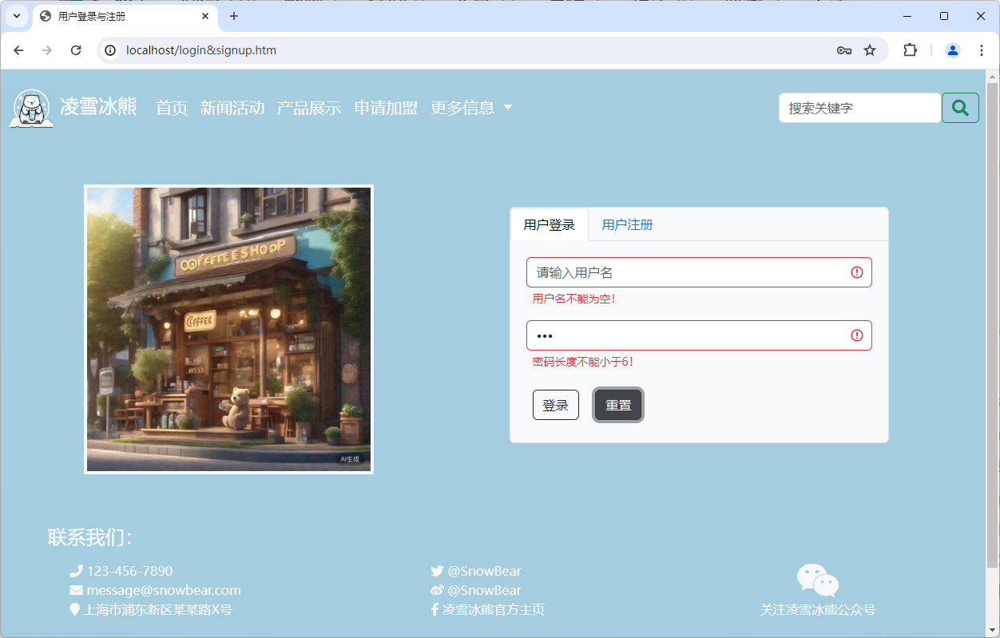 用户登录与注册
localhost/login&signup.htm
凌雪冰熊 首页 新闻活动 产品展示 申请加盟 更多信息
搜索关键字
COFFEEESHOOP
COFFEE
AI生成
用户登录 用户注册
请输入用户名
用户名不能为空!
•••
密码长度不能小于6!
登录 重置
联系我们:
123-456-7890
message@snowbear.com
上海市浦东新区某某路X号
@SnowBear
@SnowBear
凌雪冰熊官方主页
关注凌雪冰熊公众号